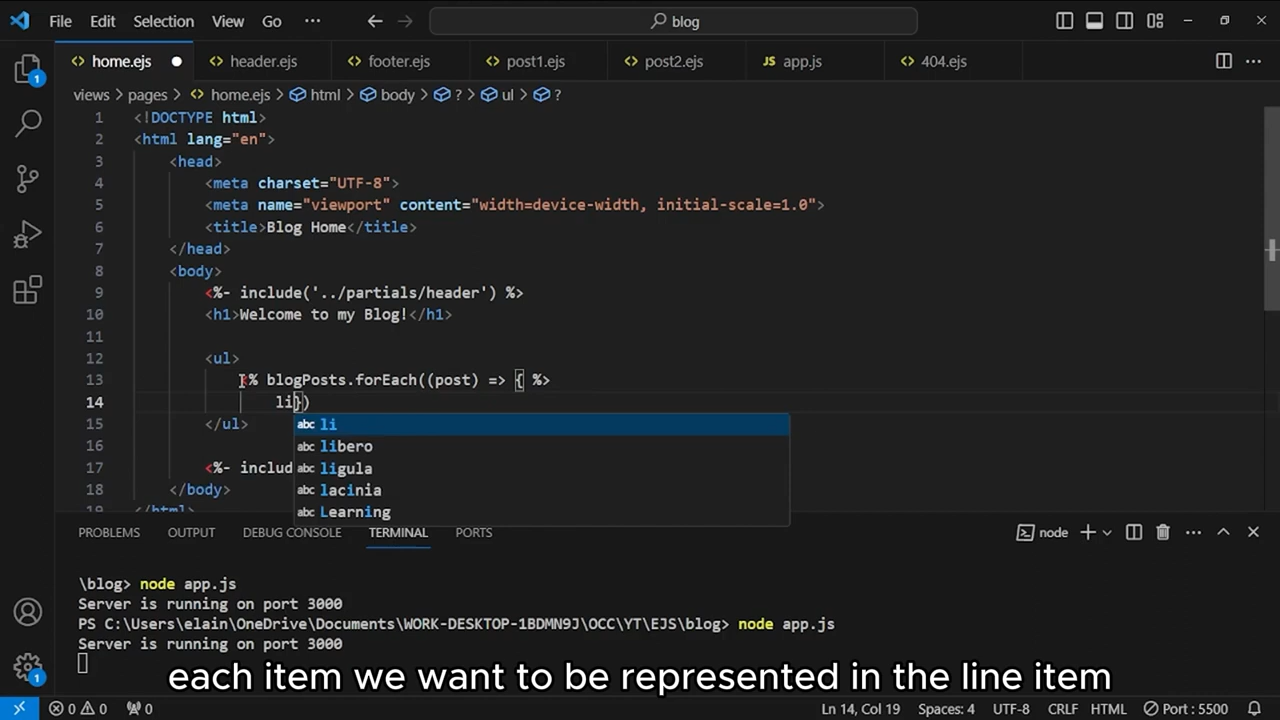 File Edit Selection View Go ··· blog
home.ejs header.ejs footer.ejs post1.ejs post2.ejs JS app.js 404.ejs
views > pages > home.ejs > html > body > ? > ul > ?
1 <!DOCTYPE html>
2 <html lang="en">
3 <head>
4 <meta charset="UTF-8">
5 <meta name="viewport" content="width=device-width, initial-scale=1.0">
6 <title>Blog Home</title>
7 </head>
8 <body>
9 <%- include('../partials/header') %>
10 <h1>Welcome to my Blog!</h1>
11
12 <ul>
13 <% blogPosts.forEach((post) => { %>
14 li})
15 </ul>
abc li
16
abc libero
17 <%- includ
abc ligula
18 </body>
abc lacinia
19 </html>
abc Learning
PROBLEMS OUTPUT DEBUG CONSOLE TERMINAL PORTS node
\blog> node app.js
Server is running on port 3000
PS C:\Users\elain\OneDrive\Documents\WORK-DESKTOP-1BDMN9J\OCC\YT\EJS\blog> node app.js
Server is running on port 3000
each item we want to be represented in the line item
1
1
0 0 0 Ln 14, Col 19 Spaces: 4 UTF-8 CRLF HTML Port : 5500